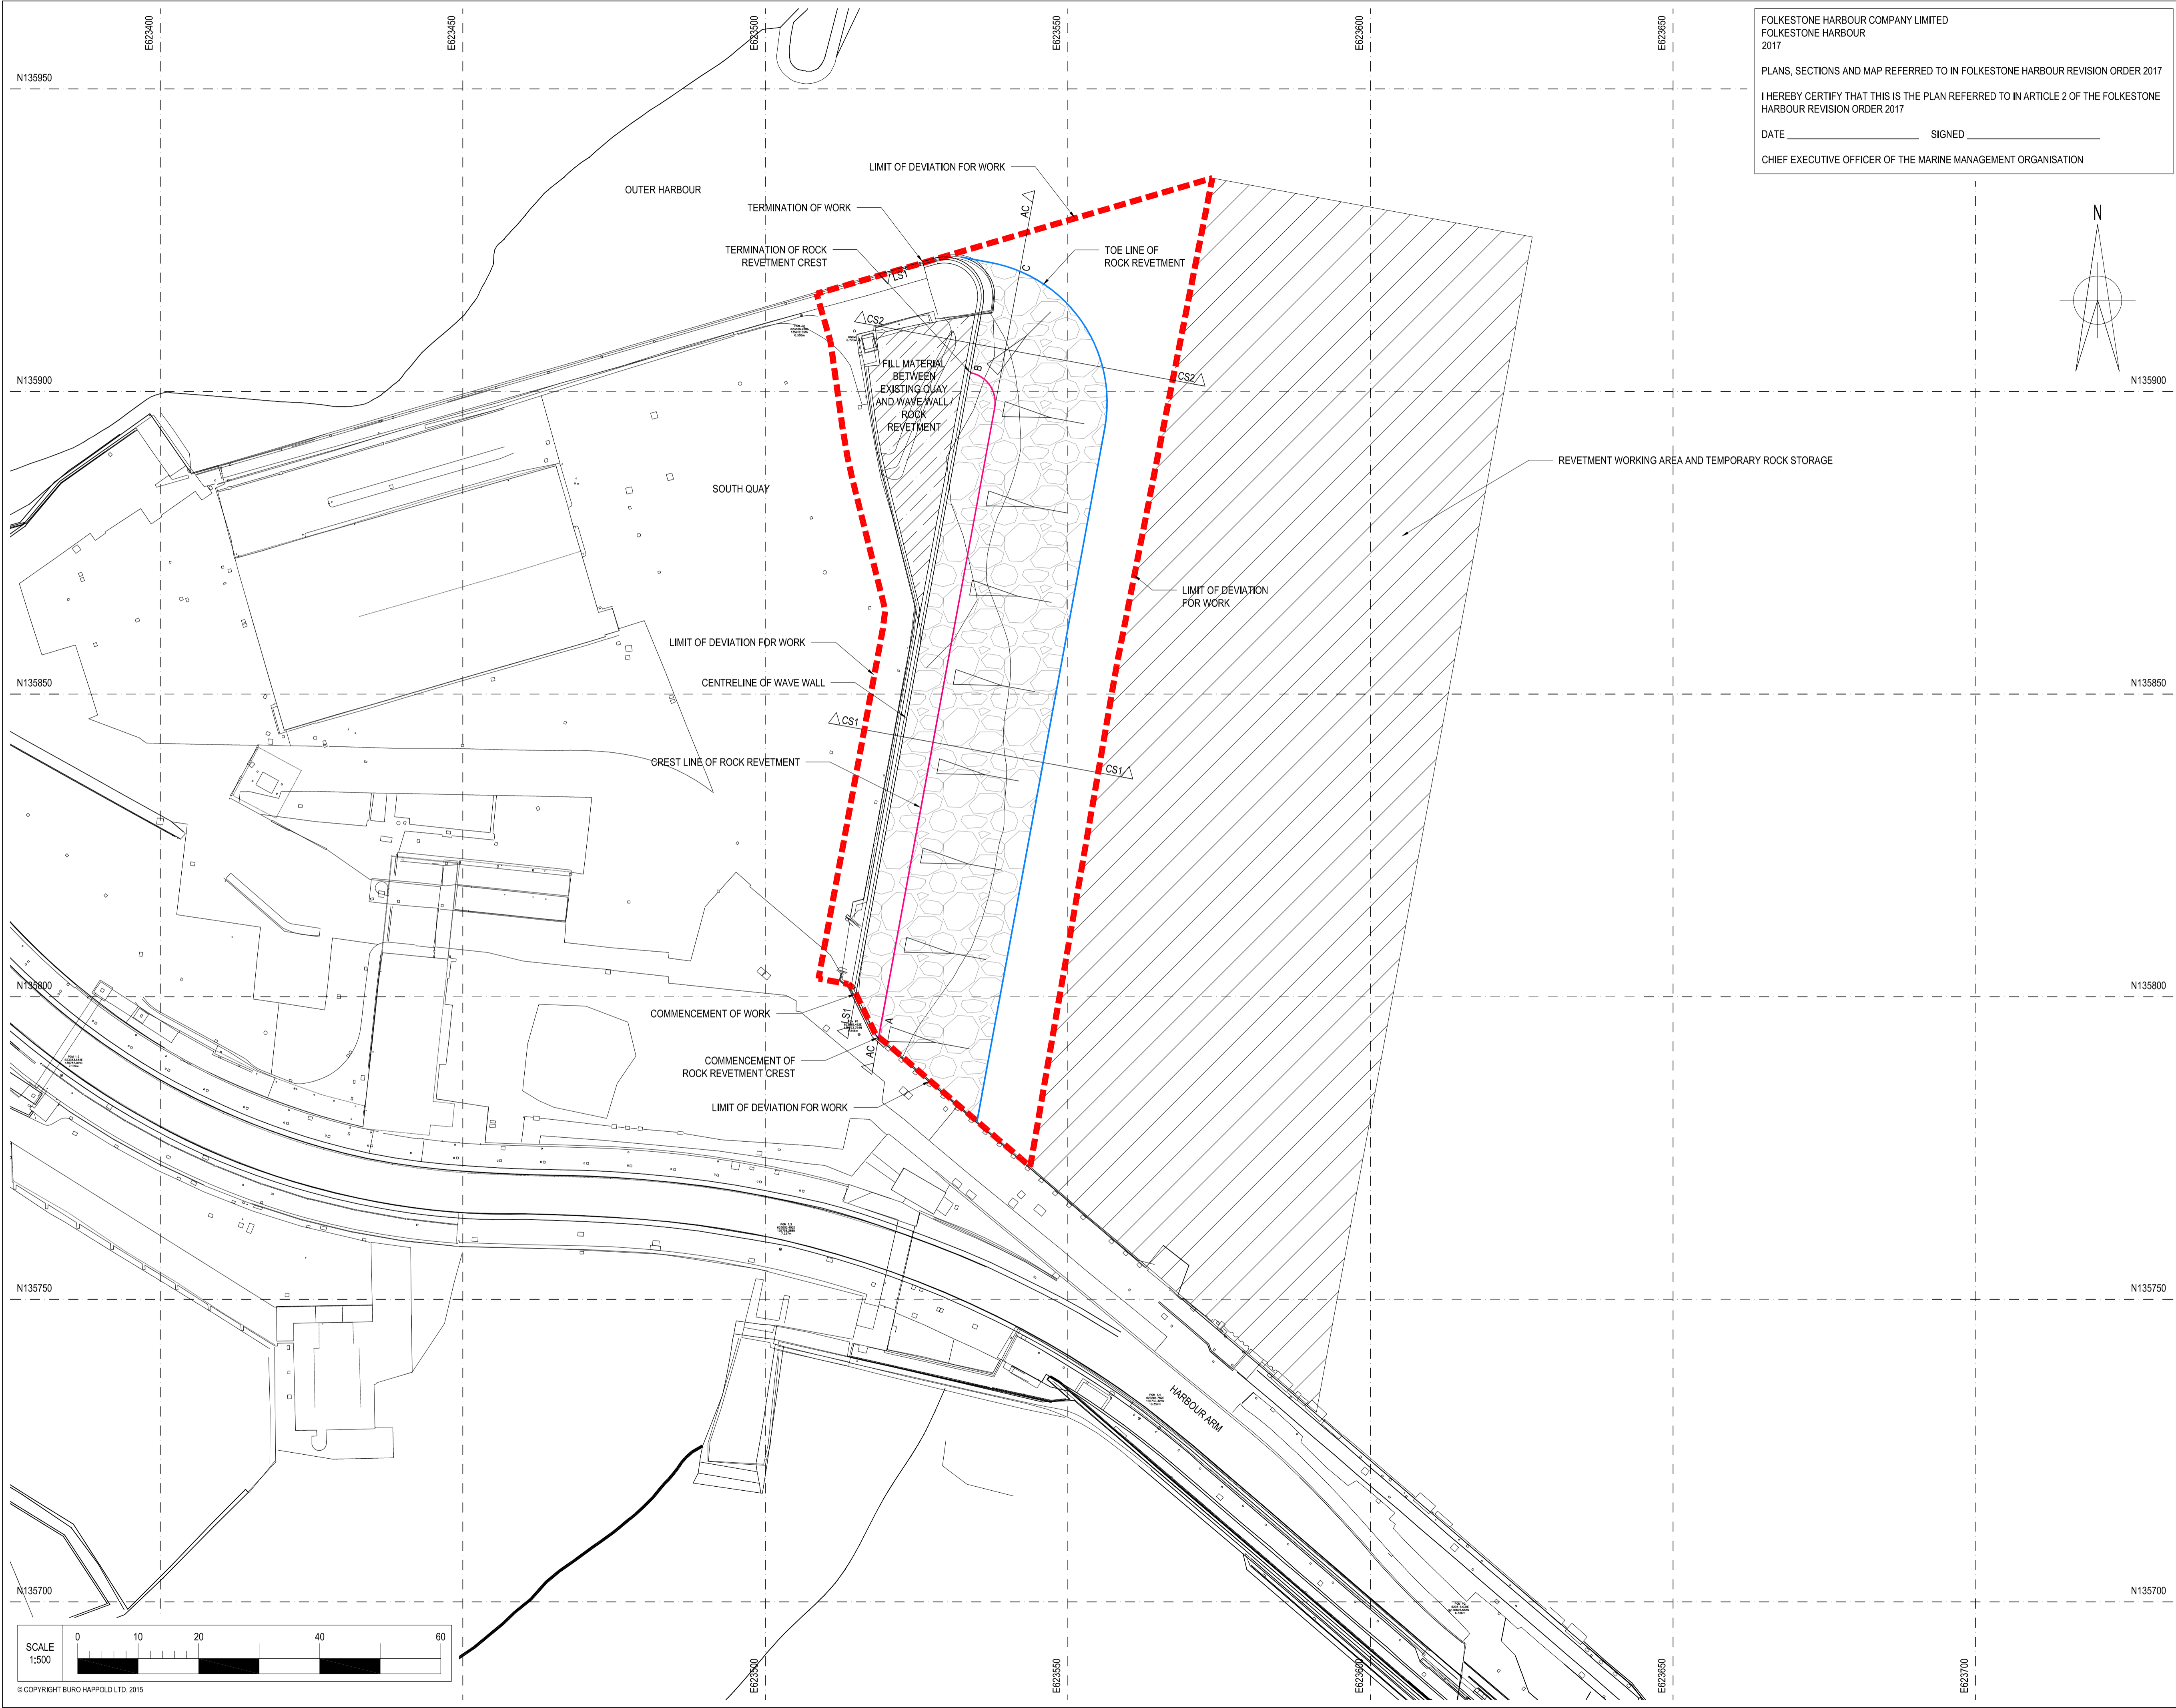 E623400
E623450
E623500
E623550
E623600
E623650
FOLKESTONE HARBOUR COMPANY LIMITED
FOLKESTONE HARBOUR
2017
PLANS, SECTIONS AND MAP REFERRED TO IN FOLKESTONE HARBOUR REVISION ORDER 2017
I HEREBY CERTIFY THAT THIS IS THE PLAN REFERRED TO IN ARTICLE 2 OF THE FOLKESTONE
HARBOUR REVISION ORDER 2017
DATE SIGNED
CHIEF EXECUTIVE OFFICER OF THE MARINE MANAGEMENT ORGANISATION
N135950
N
LIMIT OF DEVIATION FOR WORK
OUTER HARBOUR
TERMINATION OF WORK
AC
TERMINATION OF ROCK
REVETMENT CREST
TOE LINE OF
ROCK REVETMENT
C
LS1
CS2
CS2
B
FILL MATERIAL
BETWEEN
EXISTING QUAY
AND WAVE WALL /
ROCK
REVETMENT
N135900
N135900
REVETMENT WORKING AREA AND TEMPORARY ROCK STORAGE
SOUTH QUAY
LIMIT OF DEVIATION
FOR WORK
LIMIT OF DEVIATION FOR WORK
CENTRELINE OF WAVE WALL
N135850
N135850
CS1
CREST LINE OF ROCK REVETMENT
CS1
N135800
N135800
COMMENCEMENT OF WORK
LS1
A
AC
COMMENCEMENT OF
ROCK REVETMENT CREST
LIMIT OF DEVIATION FOR WORK
N135750
N135750
HARBOUR ARM
N135700
N135700
SCALE
1:500
0 10 20 40 60
E623500
E623550
E623600
E623650
E623700
© COPYRIGHT BURO HAPPOLD LTD, 2015